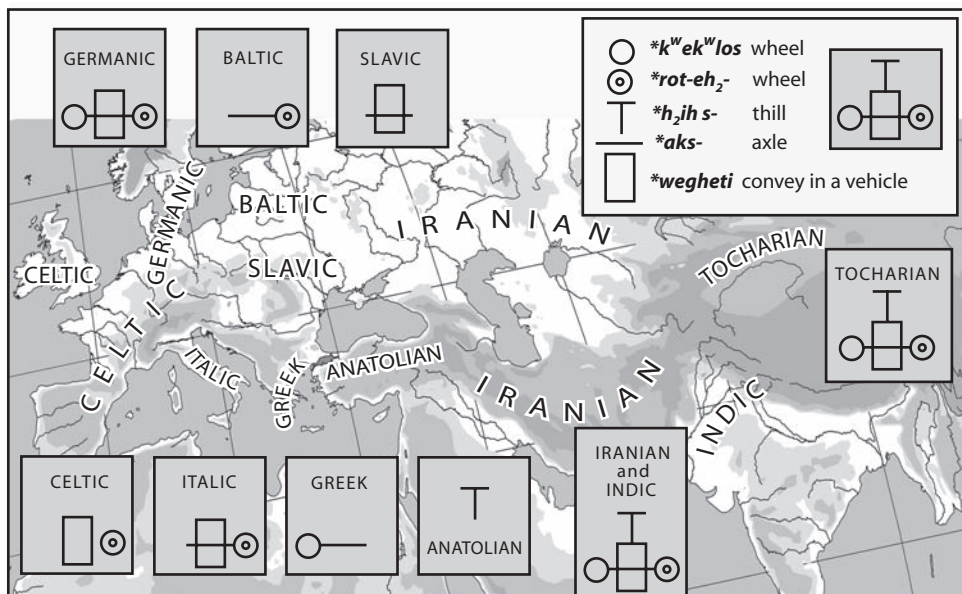 GERMANIC
BALTIC
SLAVIC
*kʷekʷlos wheel
*rot-eh₂- wheel
*h₂ih s- thill
*aks- axle
*wegheti convey in a vehicle
GERMANIC
BALTIC
IRANIAN
CELTIC
SLAVIC
TOCHARIAN
TOCHARIAN
CELTIC
ITALIC
GREEK
ANATOLIAN
IRANIAN
INDIC
CELTIC
ITALIC
GREEK
ANATOLIAN
IRANIAN
and
INDIC